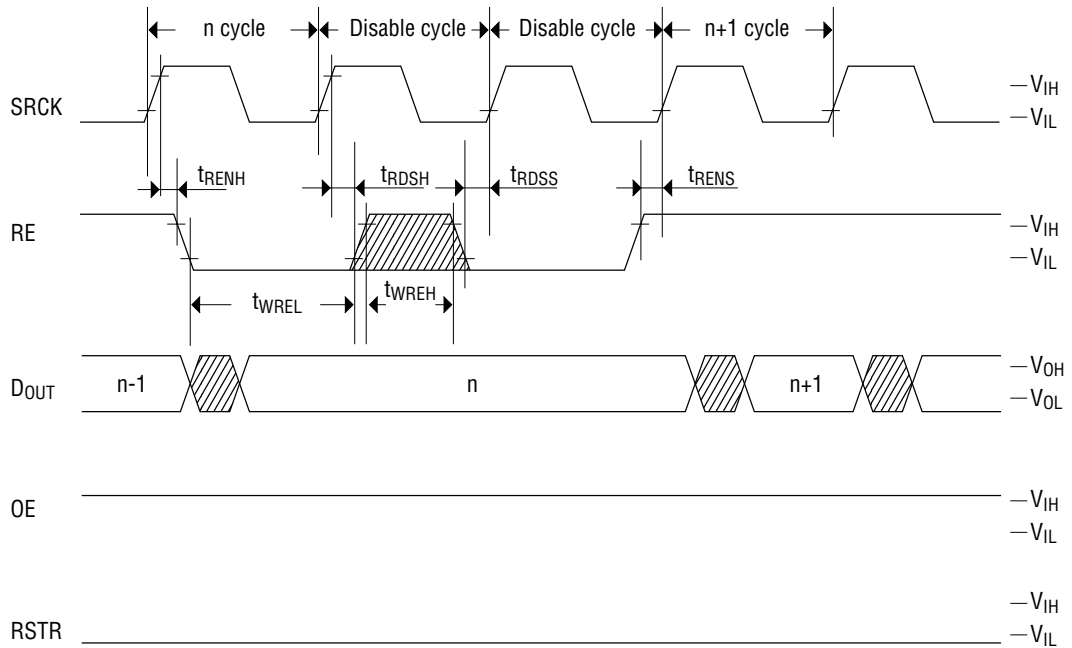 n cycle Disable cycle Disable cycle n+1 cycle
SRCK
VIH
VIL
tRENH tRDSH tRDSS tRENS
RE
VIH
VIL
tWREL tWREH
DOUT n-1 n n+1
VOH
VOL
OE
VIH
VIL
RSTR
VIH
VIL